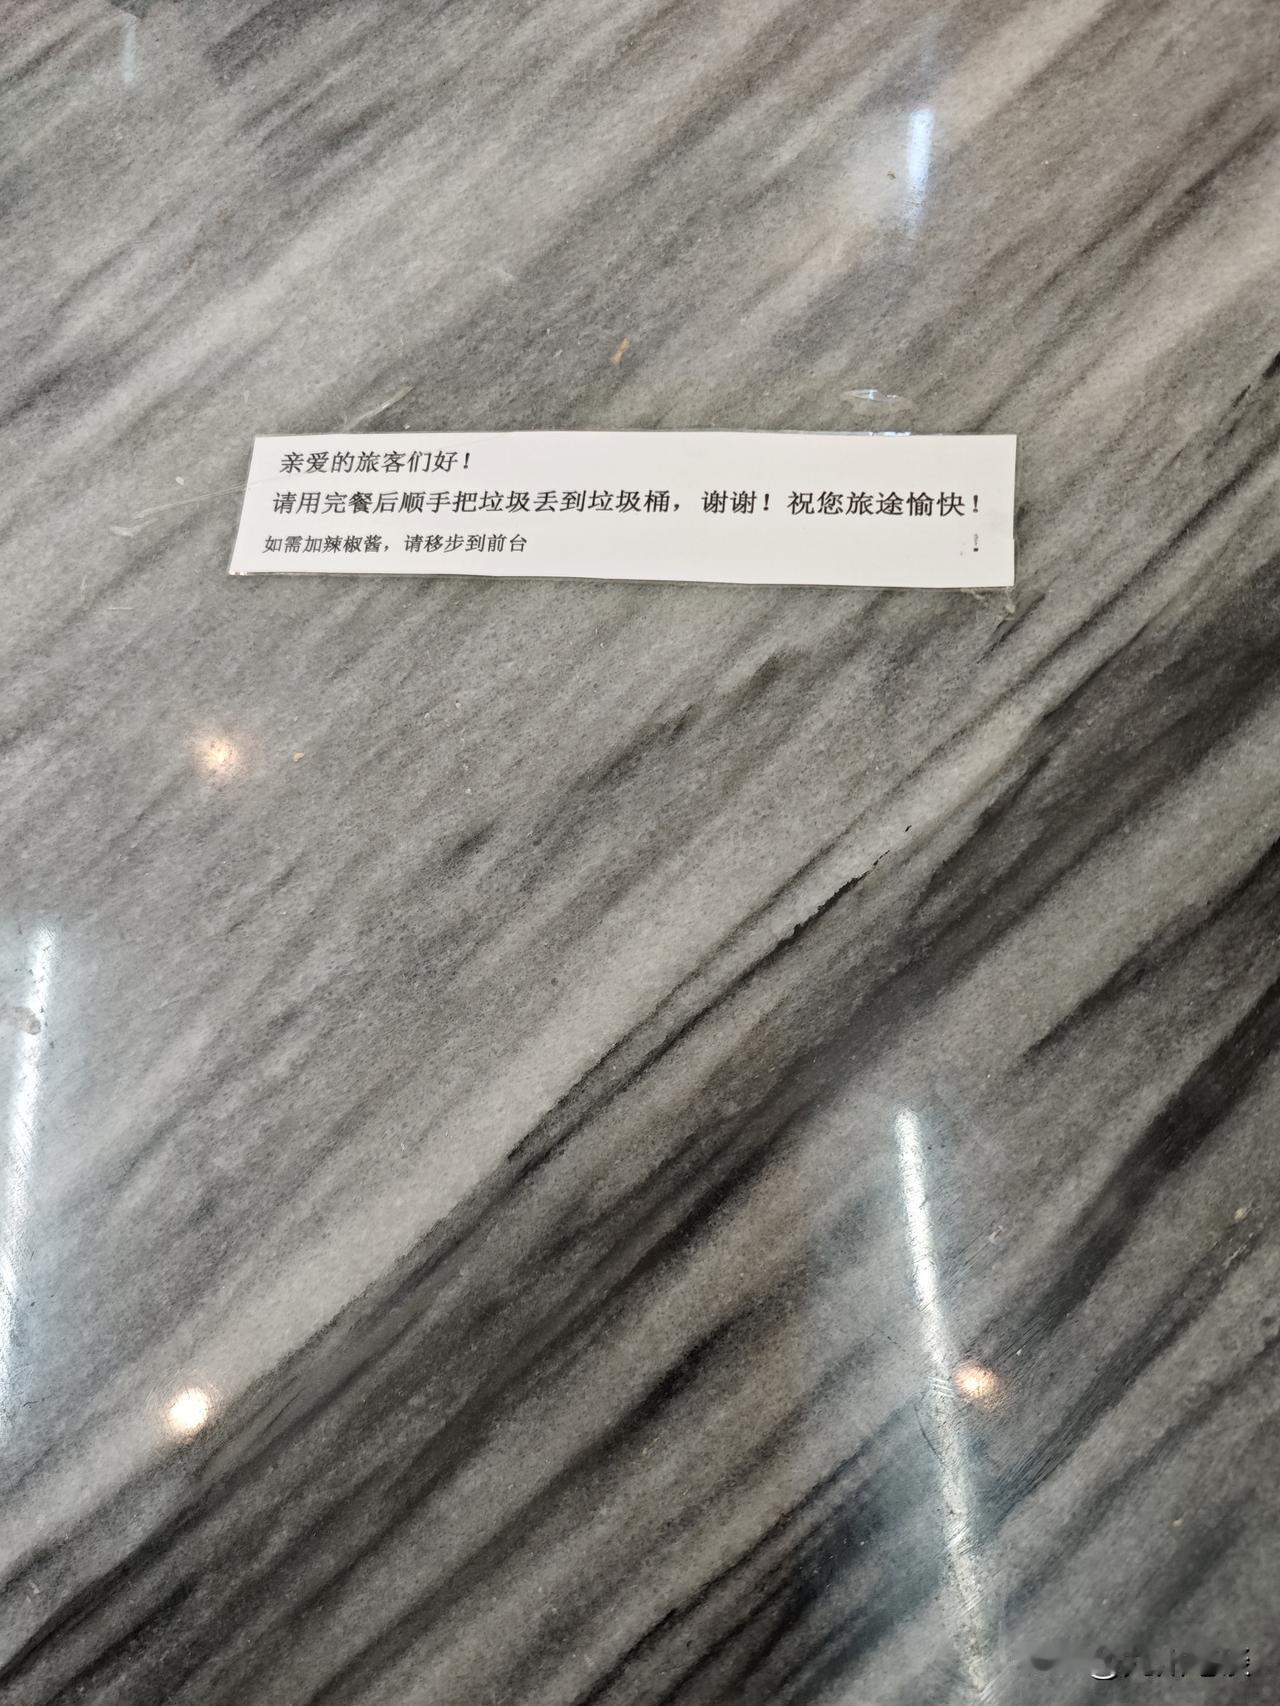 亲爱的旅客们好！
请用完餐后顺手把垃圾丢到垃圾桶，谢谢！祝您旅途愉快！
如需加辣椒酱，请移步到前台
！